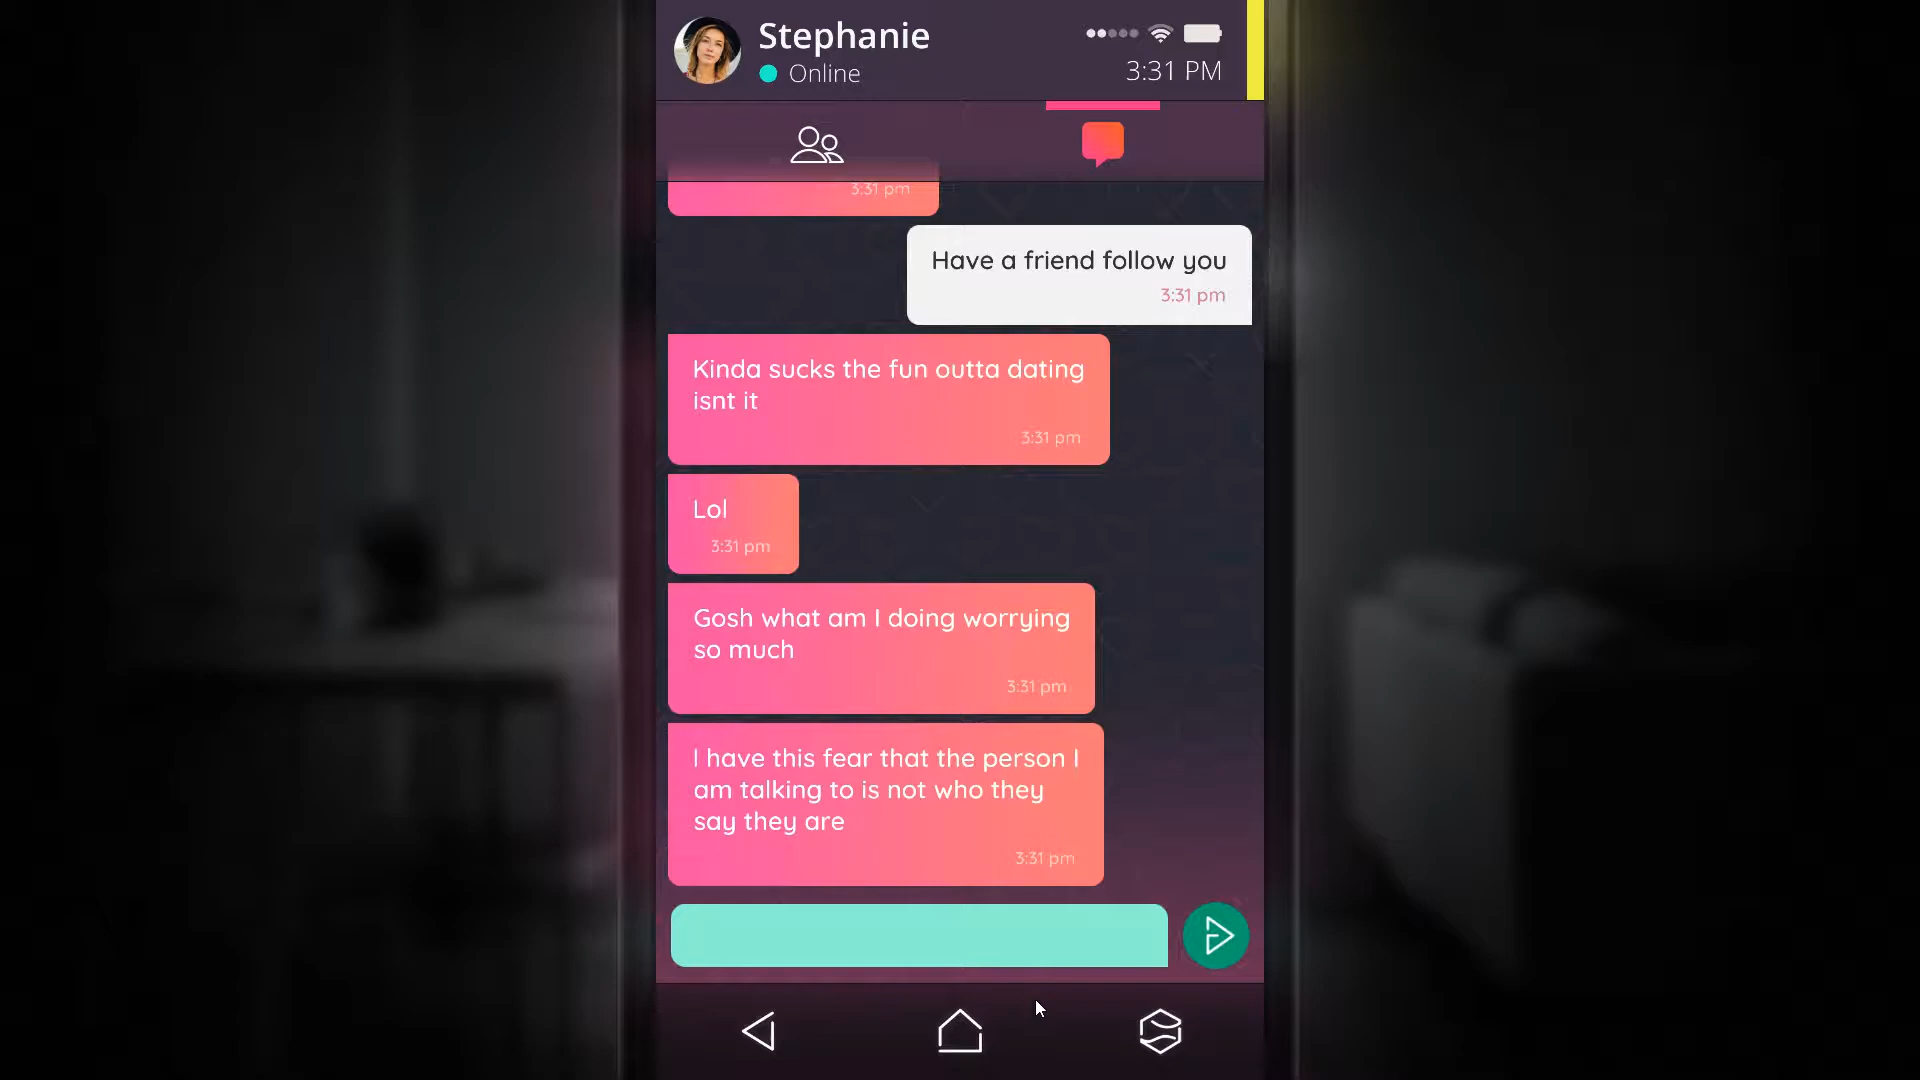 Stephanie
Online
3:31 PM
3:31 pm
Have a friend follow you
3:31 pm
Kinda sucks the fun outta dating
isnt it
3:31 pm
Lol
3:31 pm
Gosh what am I doing worrying
so much
3:31 pm
I have this fear that the person I
am talking to is not who they
say they are
3:31 pm